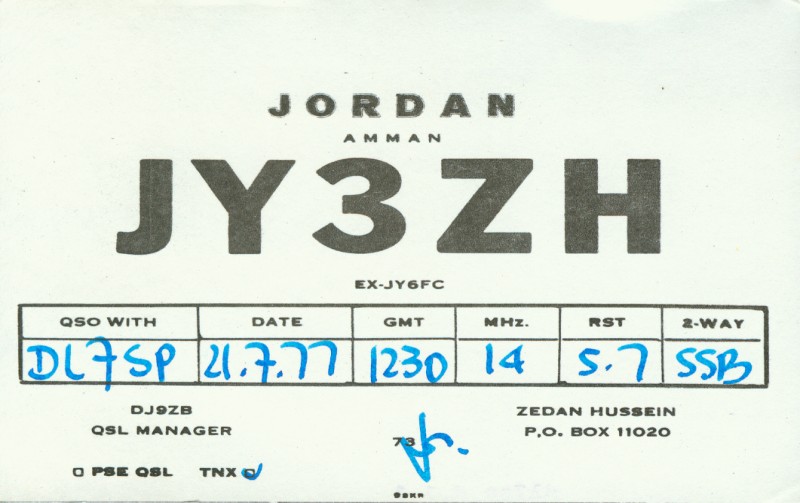 JORDAN
AMMAN
JY3ZH
EX-JY6FC
QSO WITH DATE GMT MHz. RST 2-WAY
DL7SP 21.7.77 1230 14 5.7 SSB
DJ9ZB
QSL MANAGER
ZEDAN HUSSEIN
P.O. BOX 11020
73
PSE QSL TNX